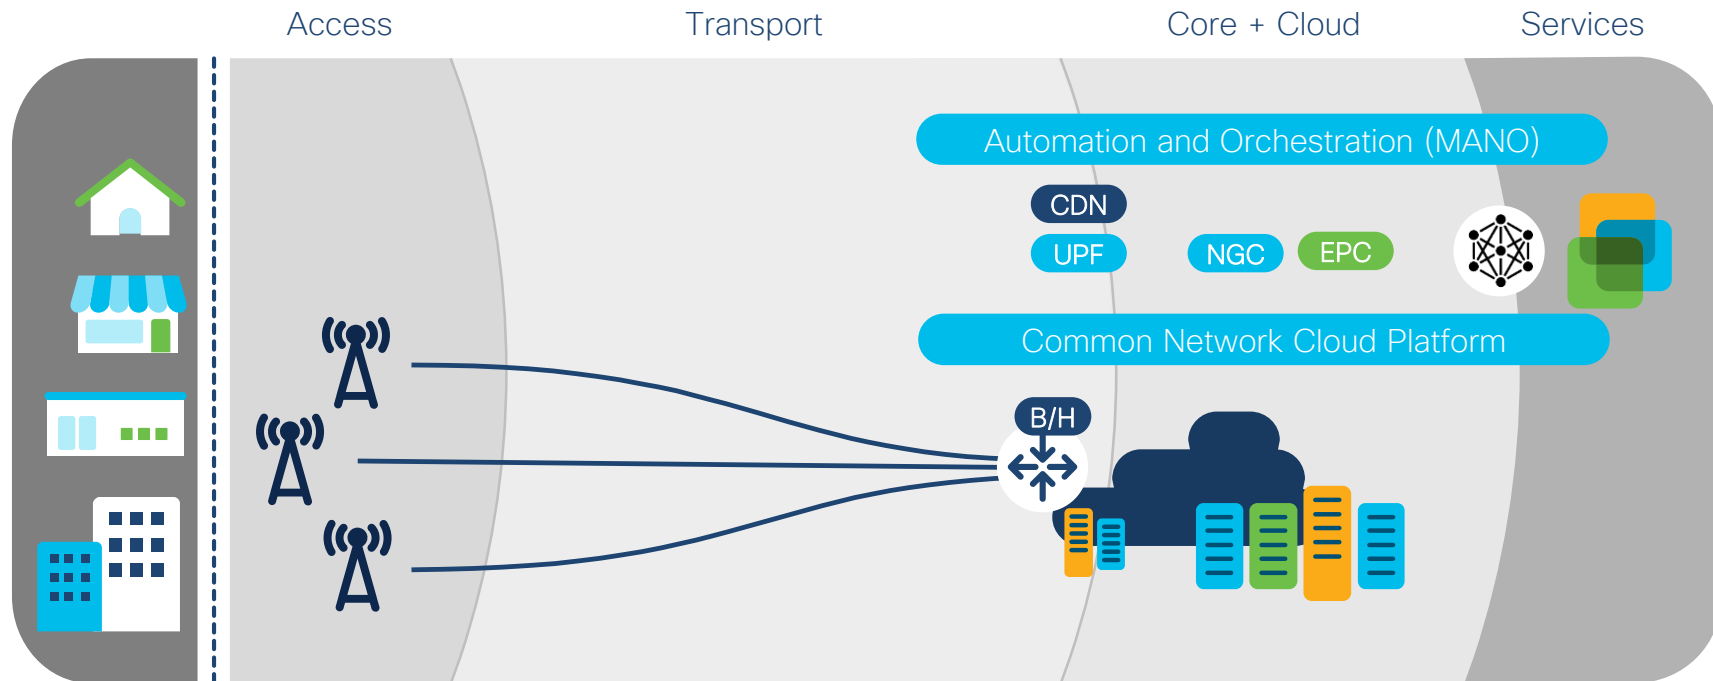 Access
Transport
Core + Cloud
Services
Automation and Orchestration (MANO)
CDN
UPF
NGC
EPC
Common Network Cloud Platform
B/H